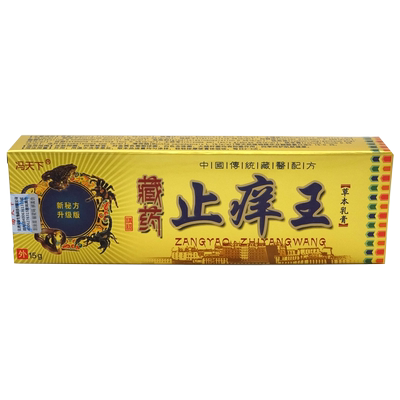 冯天下®
中國傳統藏醫配方
新秘方
升级版
藏药
止痒王
ZANGYAO ZHIYANGWANG
草本乳膏
外 15g